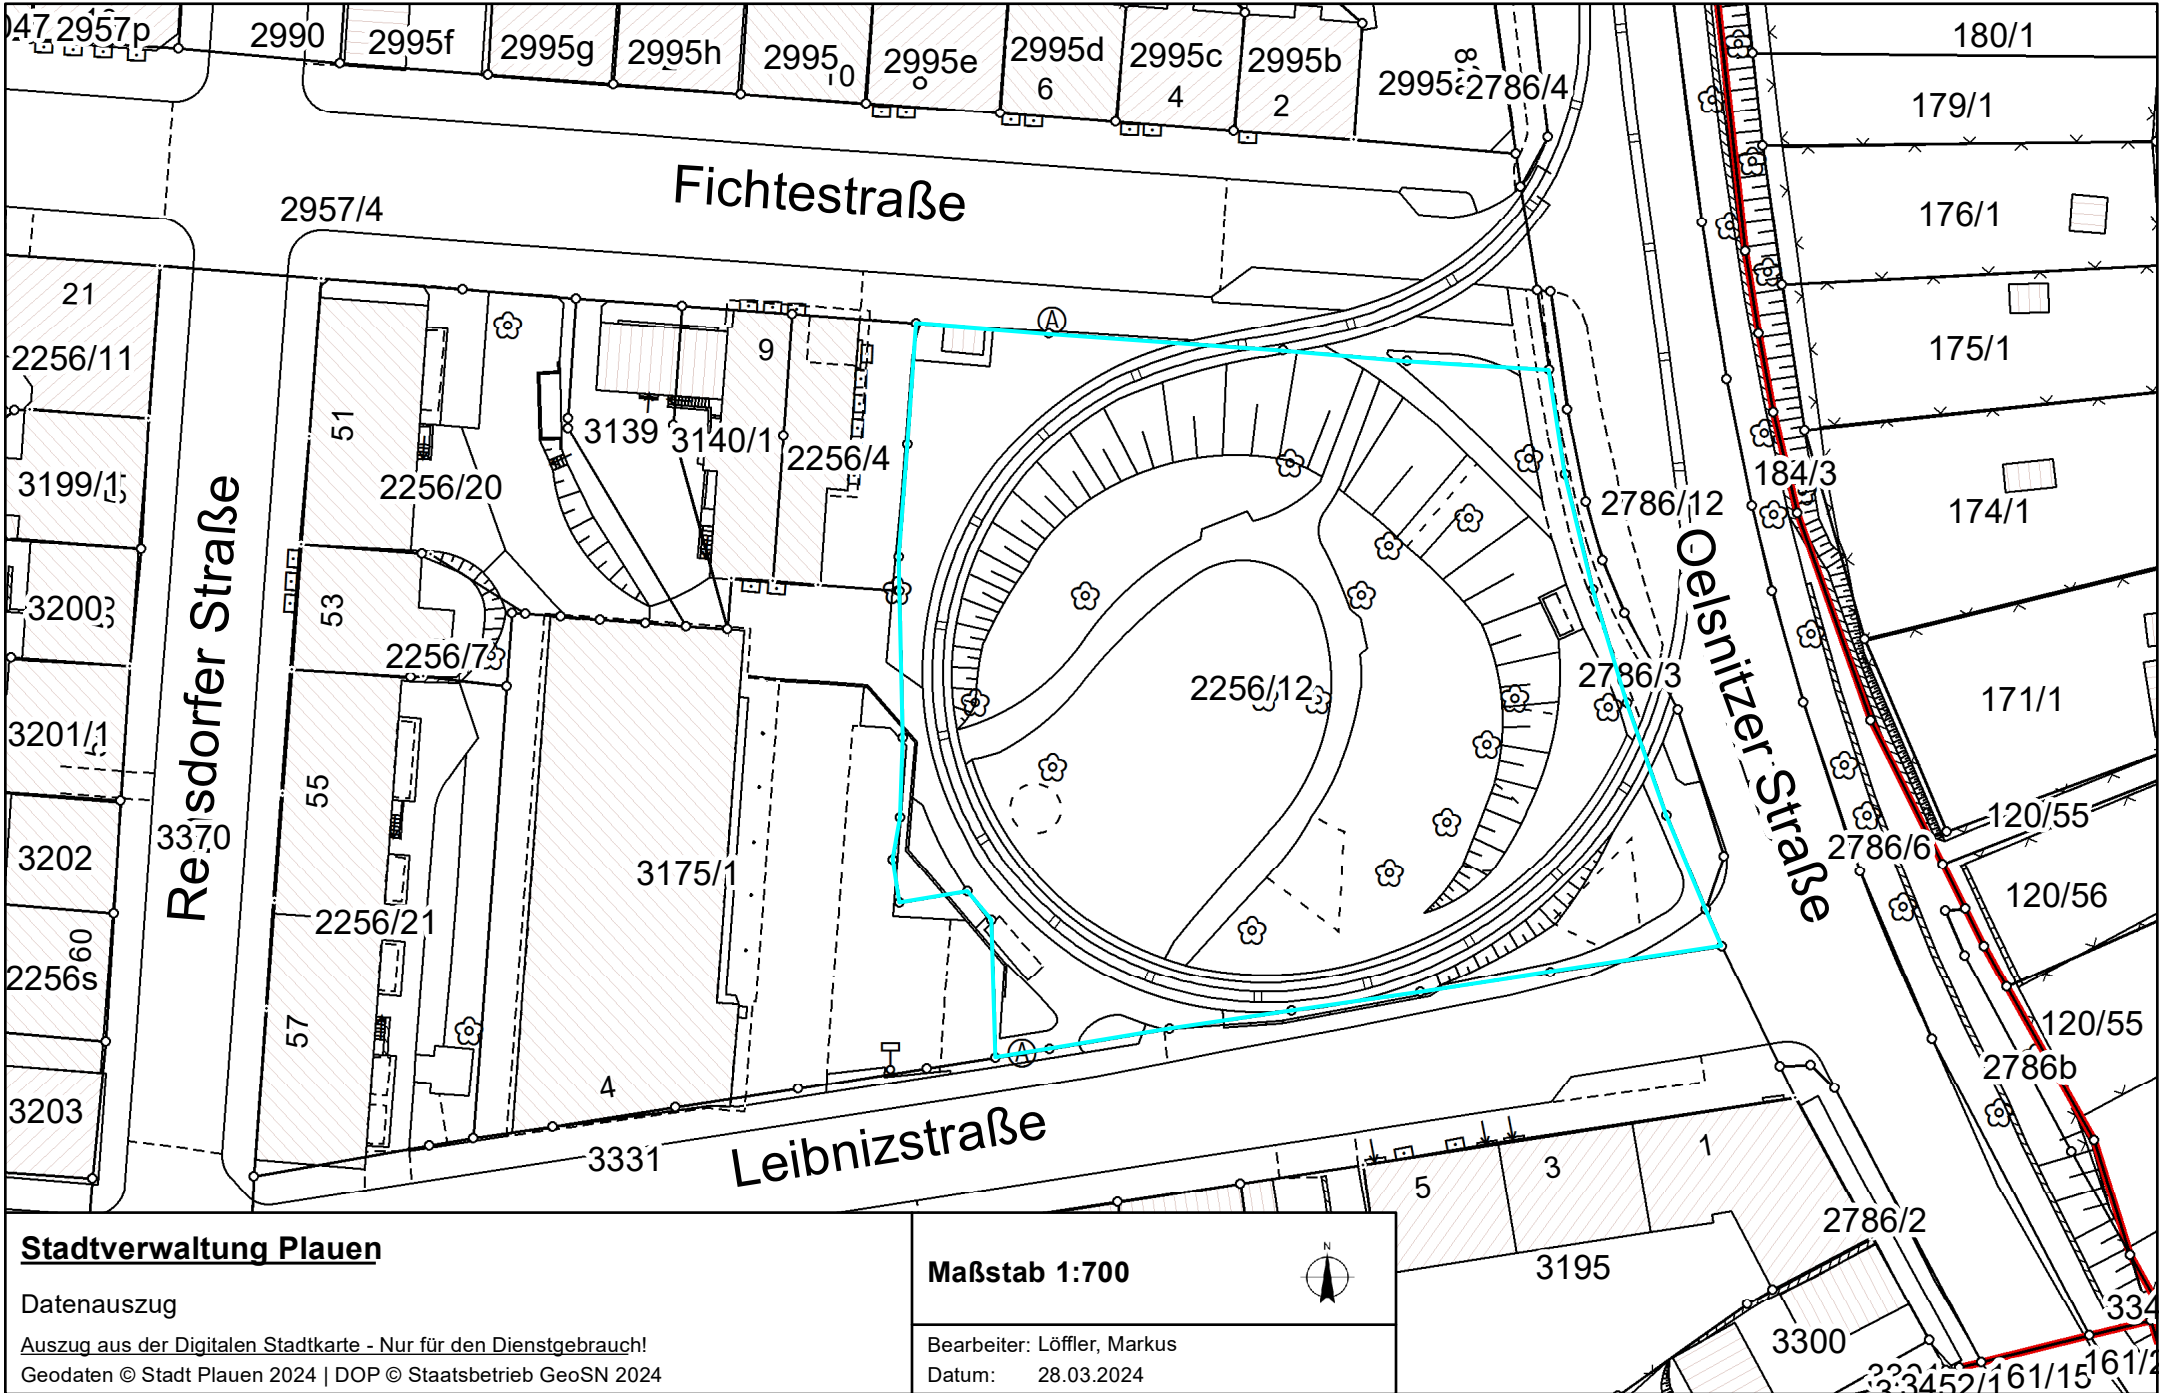 2957p
2990
2995f
2995g
2995h
2995
10
2995e
8
2995d
6
2995c
4
2995b
2
2786/4
180/1
179/1
176/1
175/1
174/1
171/1
184/3
Fichtestraße
2957/4
21
2256/11
51
9
3139
3140/1
2256/4
2256/20
3199/1
3200
53
2256/7
3201/1
55
3370
3202
60
2256s
57
3203
2256/21
3175/1
4
2256/12
2786/12
2786/3
Oelsnitzer Straße
2786/6
120/55
120/56
120/55
2786b
A
A
3331
Leibnizstraße
5
3
1
3195
2786/2
3300
161/15
Stadtverwaltung Plauen
Datenauszug
Auszug aus der Digitalen Stadtkarte - Nur für den Dienstgebrauch!
Geodaten © Stadt Plauen 2024 | DOP © Staatsbetrieb GeoSN 2024
Maßstab 1:700
N
Bearbeiter: Löffler, Markus
Datum: 28.03.2024